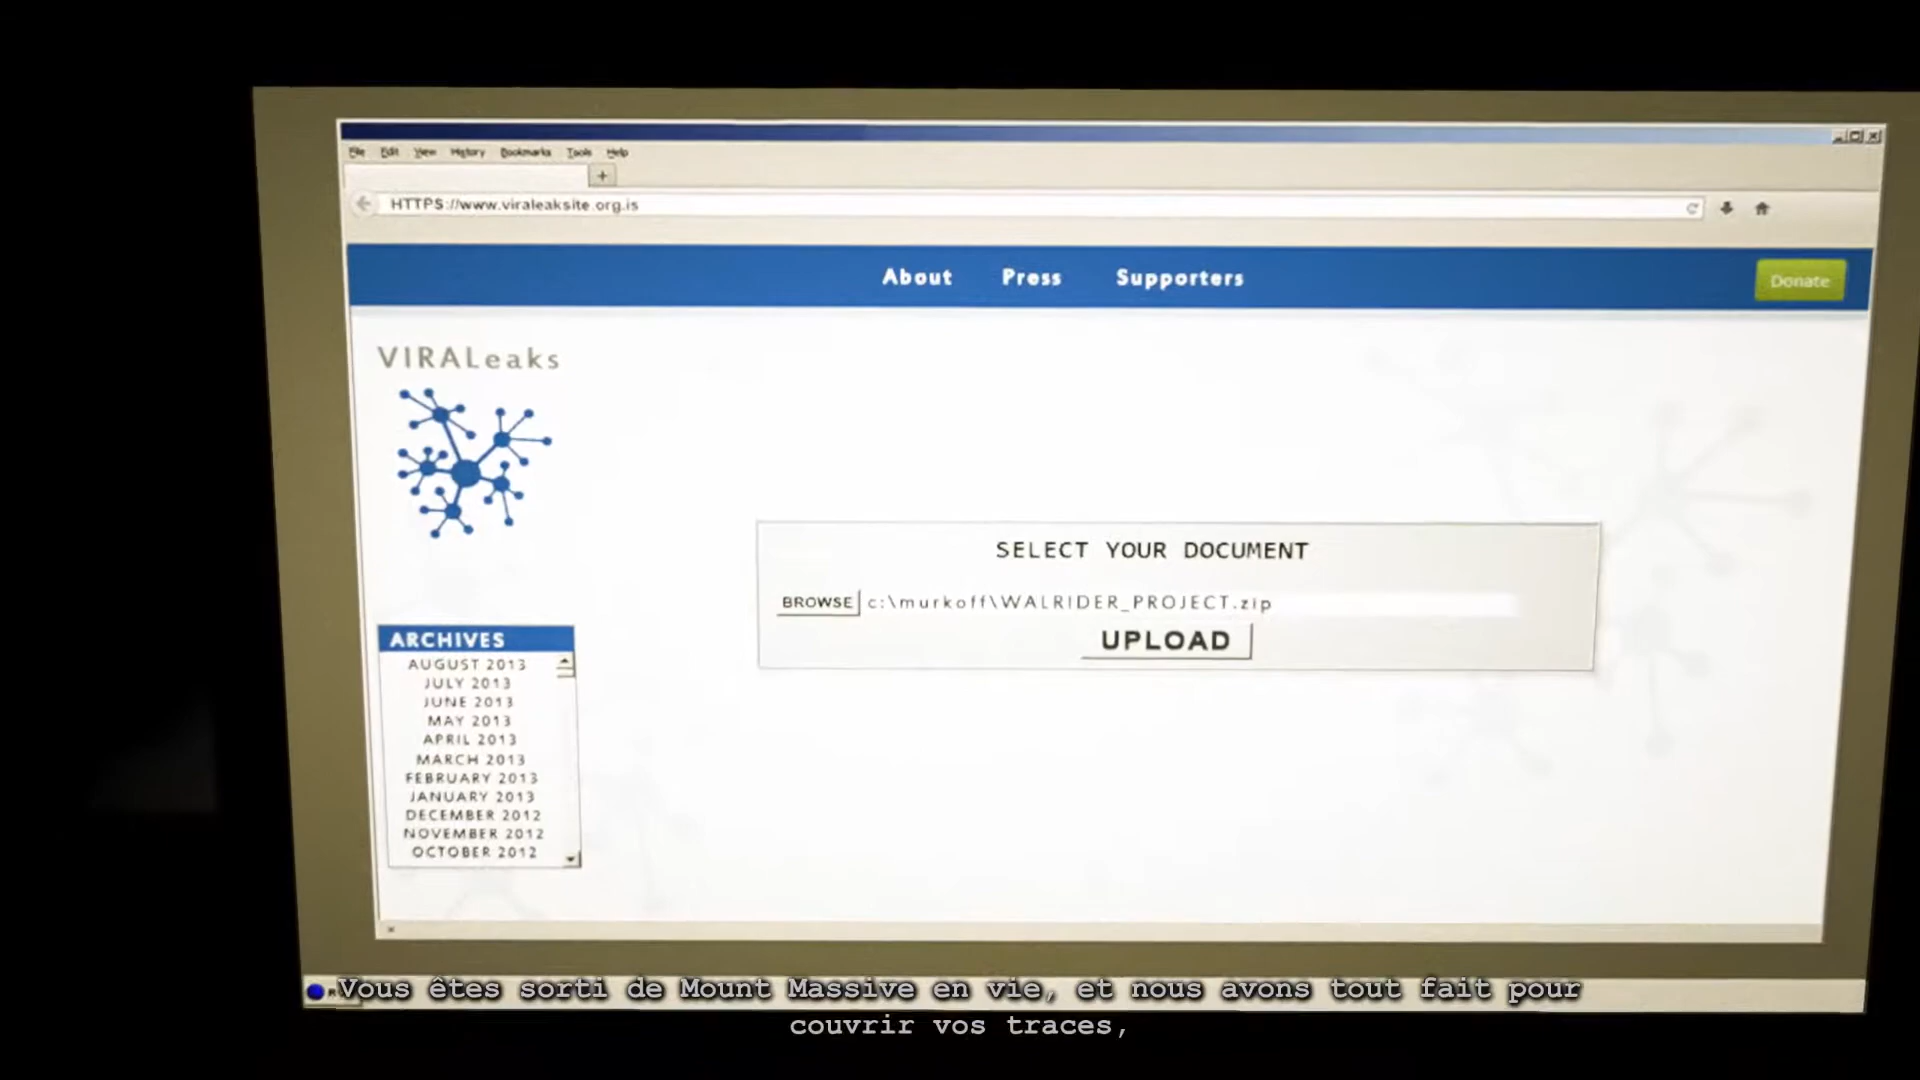 File Edit View History Bookmarks Tools Help
+
HTTPS://www.viraleaksite.org.is
About Press Supporters
Donate
VIRALeaks
SELECT YOUR DOCUMENT
BROWSE c:\murkoff\WALRIDER_PROJECT.zip
UPLOAD
ARCHIVES
AUGUST 2013
JULY 2013
JUNE 2013
MAY 2013
APRIL 2013
MARCH 2013
FEBRUARY 2013
JANUARY 2013
DECEMBER 2012
NOVEMBER 2012
OCTOBER 2012
Vous êtes sorti de Mount Massive en vie, et nous avons tout fait pour
couvrir vos traces,